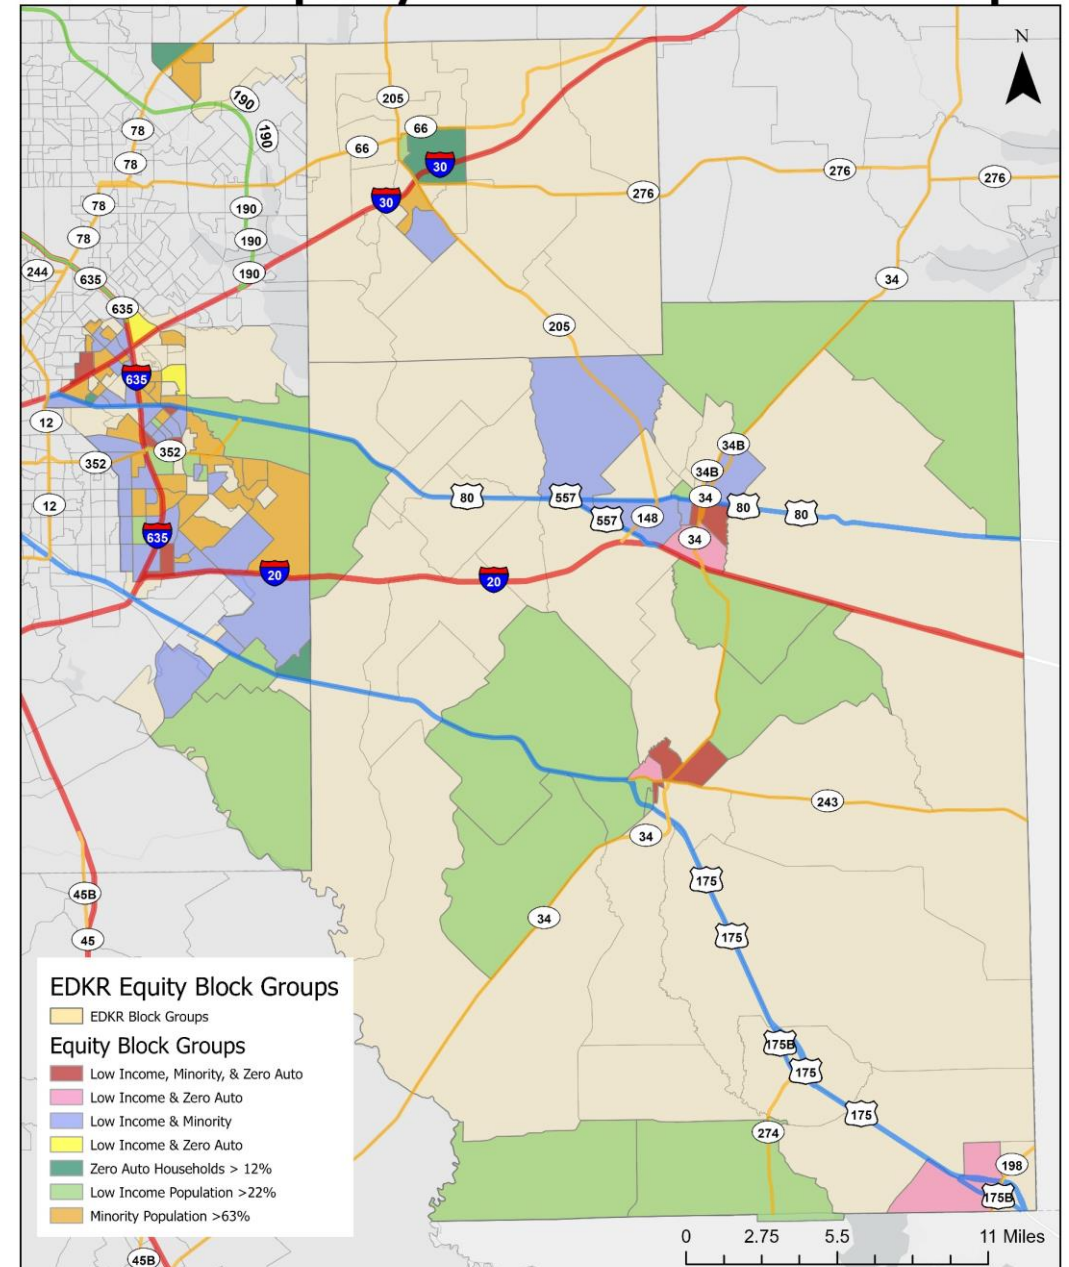 N
190
205
78
190
66
66
78
30
276
276
276
30
78
190
78
190
244
635
190
34
635
205
635
12
34B
352
352
34B
80
557
34
80
80
12
557
148
635
34
20
20
243
34
175
45B
34
175
45
EDKR Equity Block Groups
EDKR Block Groups
Equity Block Groups
175B
Low Income, Minority, & Zero Auto
175
Low Income & Zero Auto
Low Income & Minority
175
Low Income & Zero Auto
274
Zero Auto Households > 12%
198
Low Income Population >22%
175B
Minority Population >63%
0 2.75 5.5 11 Miles
45B